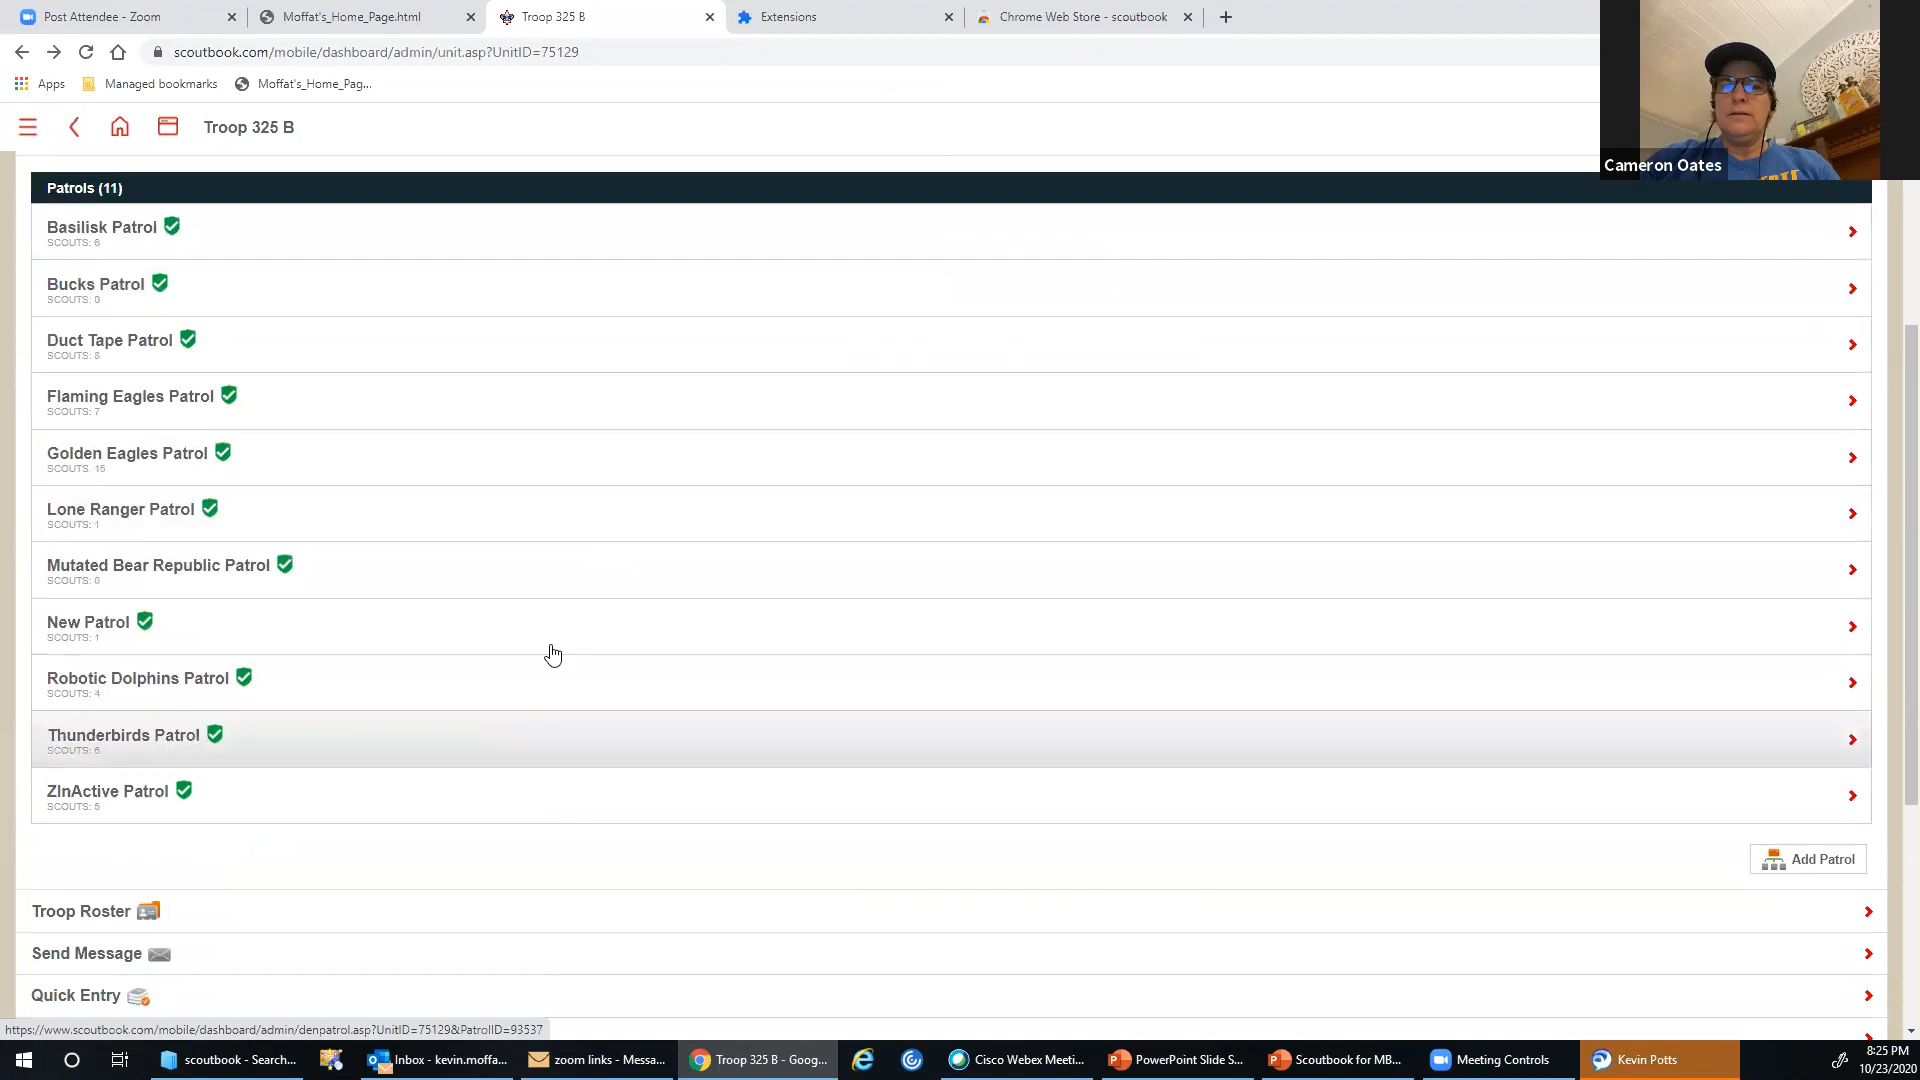 Post Attendee - Zoom
Moffat's_Home_Page.html
Troop 325 B
Extensions
Chrome Web Store - scoutbook
scoutbook.com/mobile/dashboard/admin/unit.asp?UnitID=75129
Apps
Managed bookmarks
Moffat's_Home_Pag...
Troop 325 B
Cameron Oates
Patrols (11)
Basilisk Patrol
SCOUTS: 6
Bucks Patrol
SCOUTS: 0
Duct Tape Patrol
SCOUTS: 8
Flaming Eagles Patrol
SCOUTS: 7
Golden Eagles Patrol
SCOUTS: 15
Lone Ranger Patrol
SCOUTS: 1
Mutated Bear Republic Patrol
SCOUTS: 0
New Patrol
SCOUTS: 1
Robotic Dolphins Patrol
SCOUTS: 4
Thunderbirds Patrol
SCOUTS: 6
ZInActive Patrol
SCOUTS: 5
Add Patrol
Troop Roster
Send Message
Quick Entry
https://www.scoutbook.com/mobile/dashboard/admin/denpatrol.asp?UnitID=75129&PatrolID=93537
scoutbook - Search...
Inbox - kevin.moffa...
zoom links - Messa...
Troop 325 B - Goog...
Cisco Webex Meeti...
PowerPoint Slide S...
Scoutbook for MB...
Meeting Controls
Kevin Potts
8:25 PM
10/23/2020